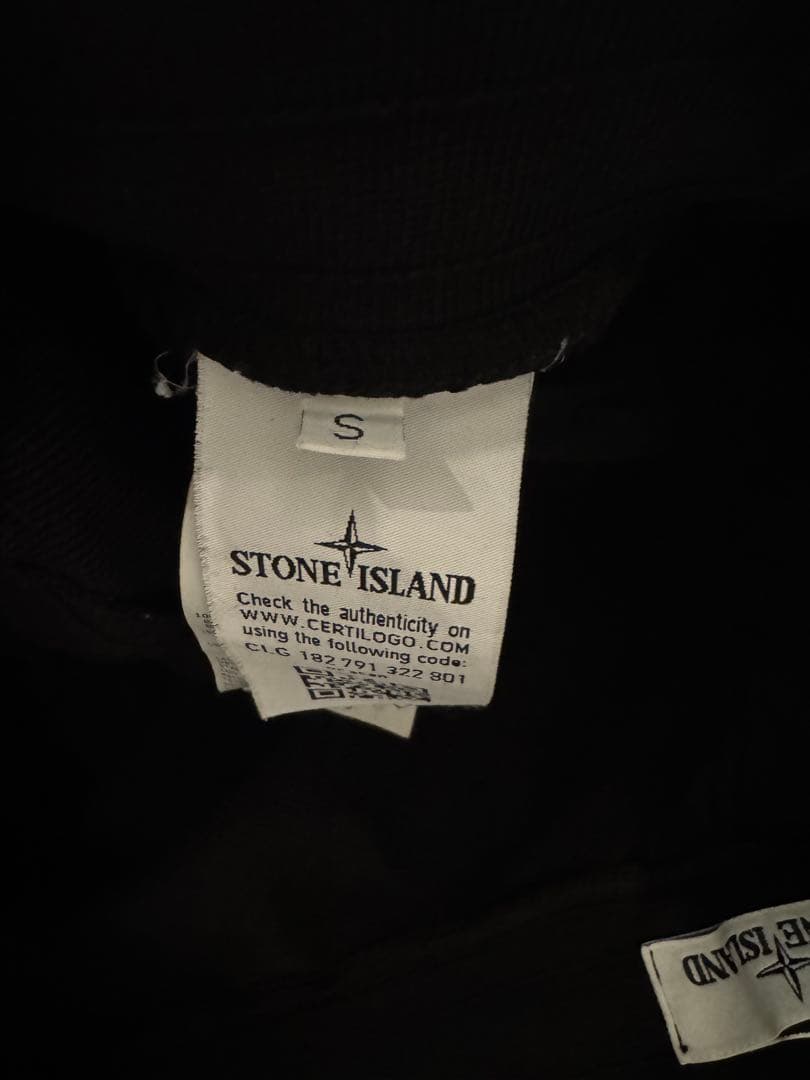 S
STONE ISLAND
Check the authenticity on
WWW.CERTILOGO.COM
using the following code:
CLG 182 791 322 801
ISLAND